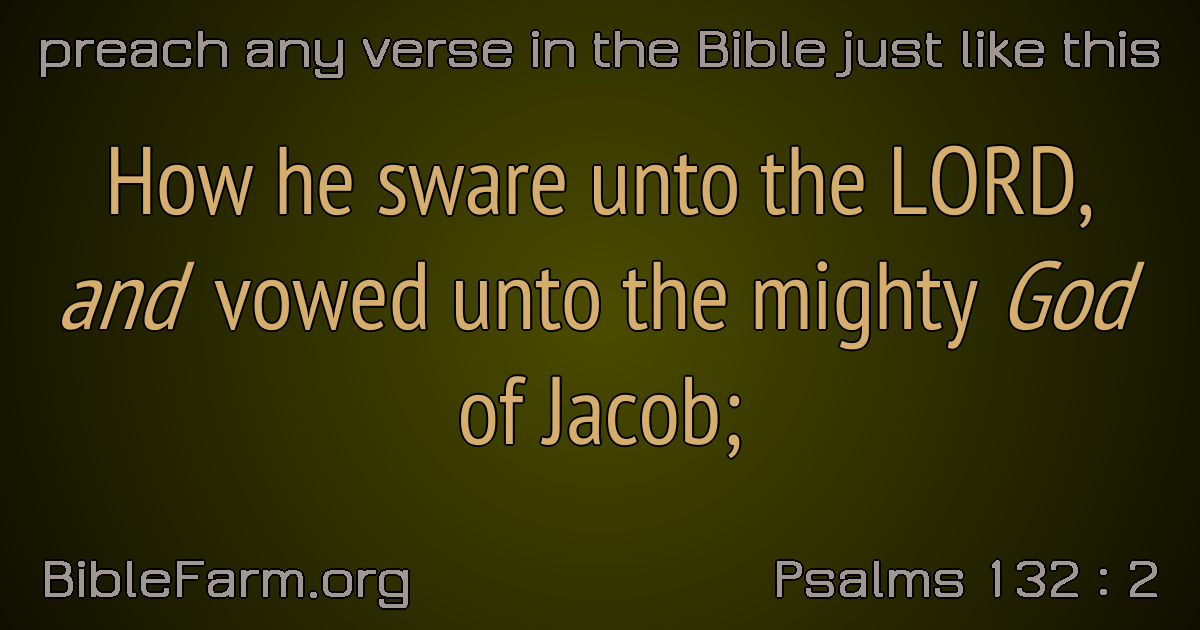 preach any verse in the Bible just like this
How he sware unto the LORD,
and vowed unto the mighty God
of Jacob;
BibleFarm.org
Psalms 132 : 2